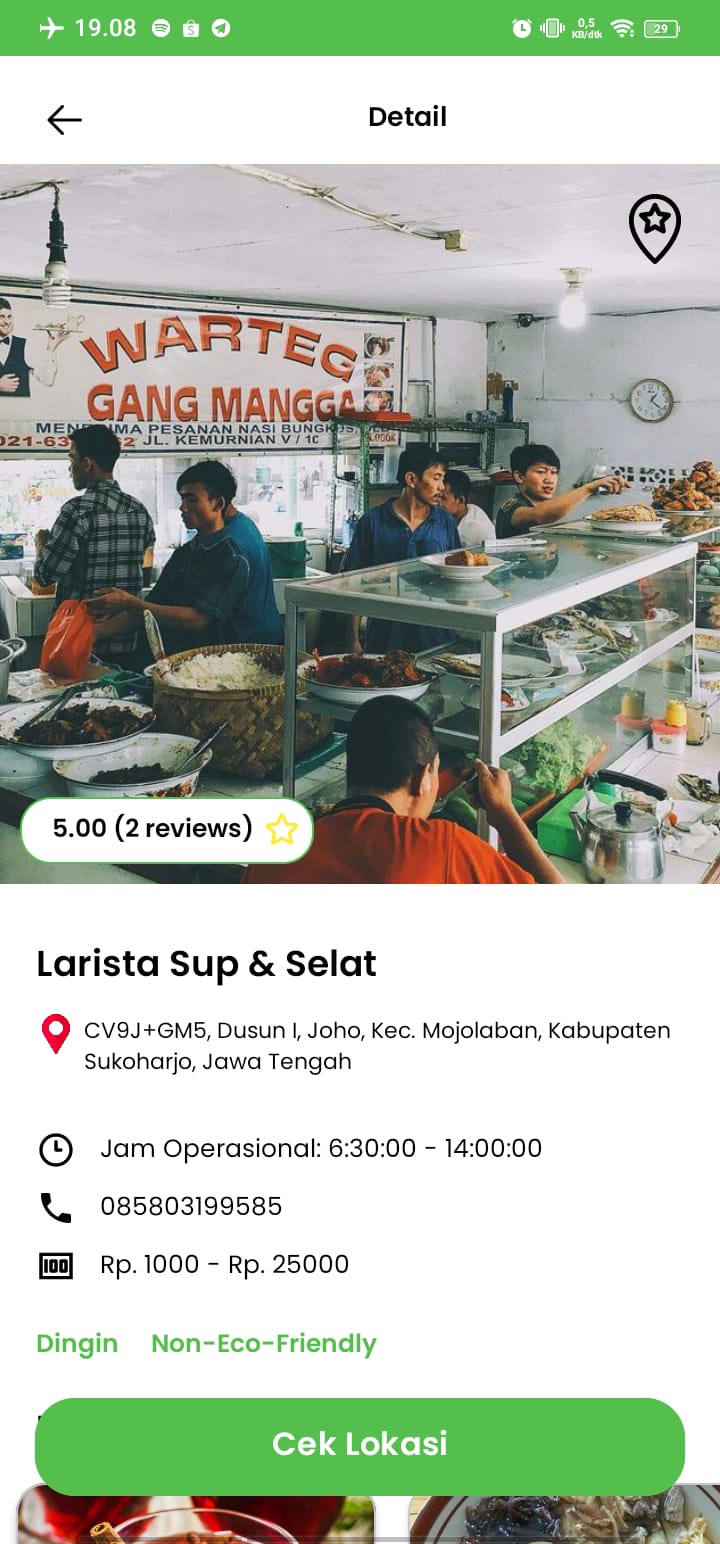 19.08
0,5
KB/dtk
29
Detail
WARTEG
GANG MANGGA
IMA PESANAN NASI BUNGKUS
JL. KEMURNIAN V /
5.00 (2 reviews)
Larista Sup & Selat
CV9J+GM5, Dusun I, Joho, Kec. Mojolaban, Kabupaten
Sukoharjo, Jawa Tengah
Jam Operasional: 6:30:00 - 14:00:00
085803199585
100
Rp. 1000 - Rp. 25000
Dingin Non-Eco-Friendly
Cek Lokasi